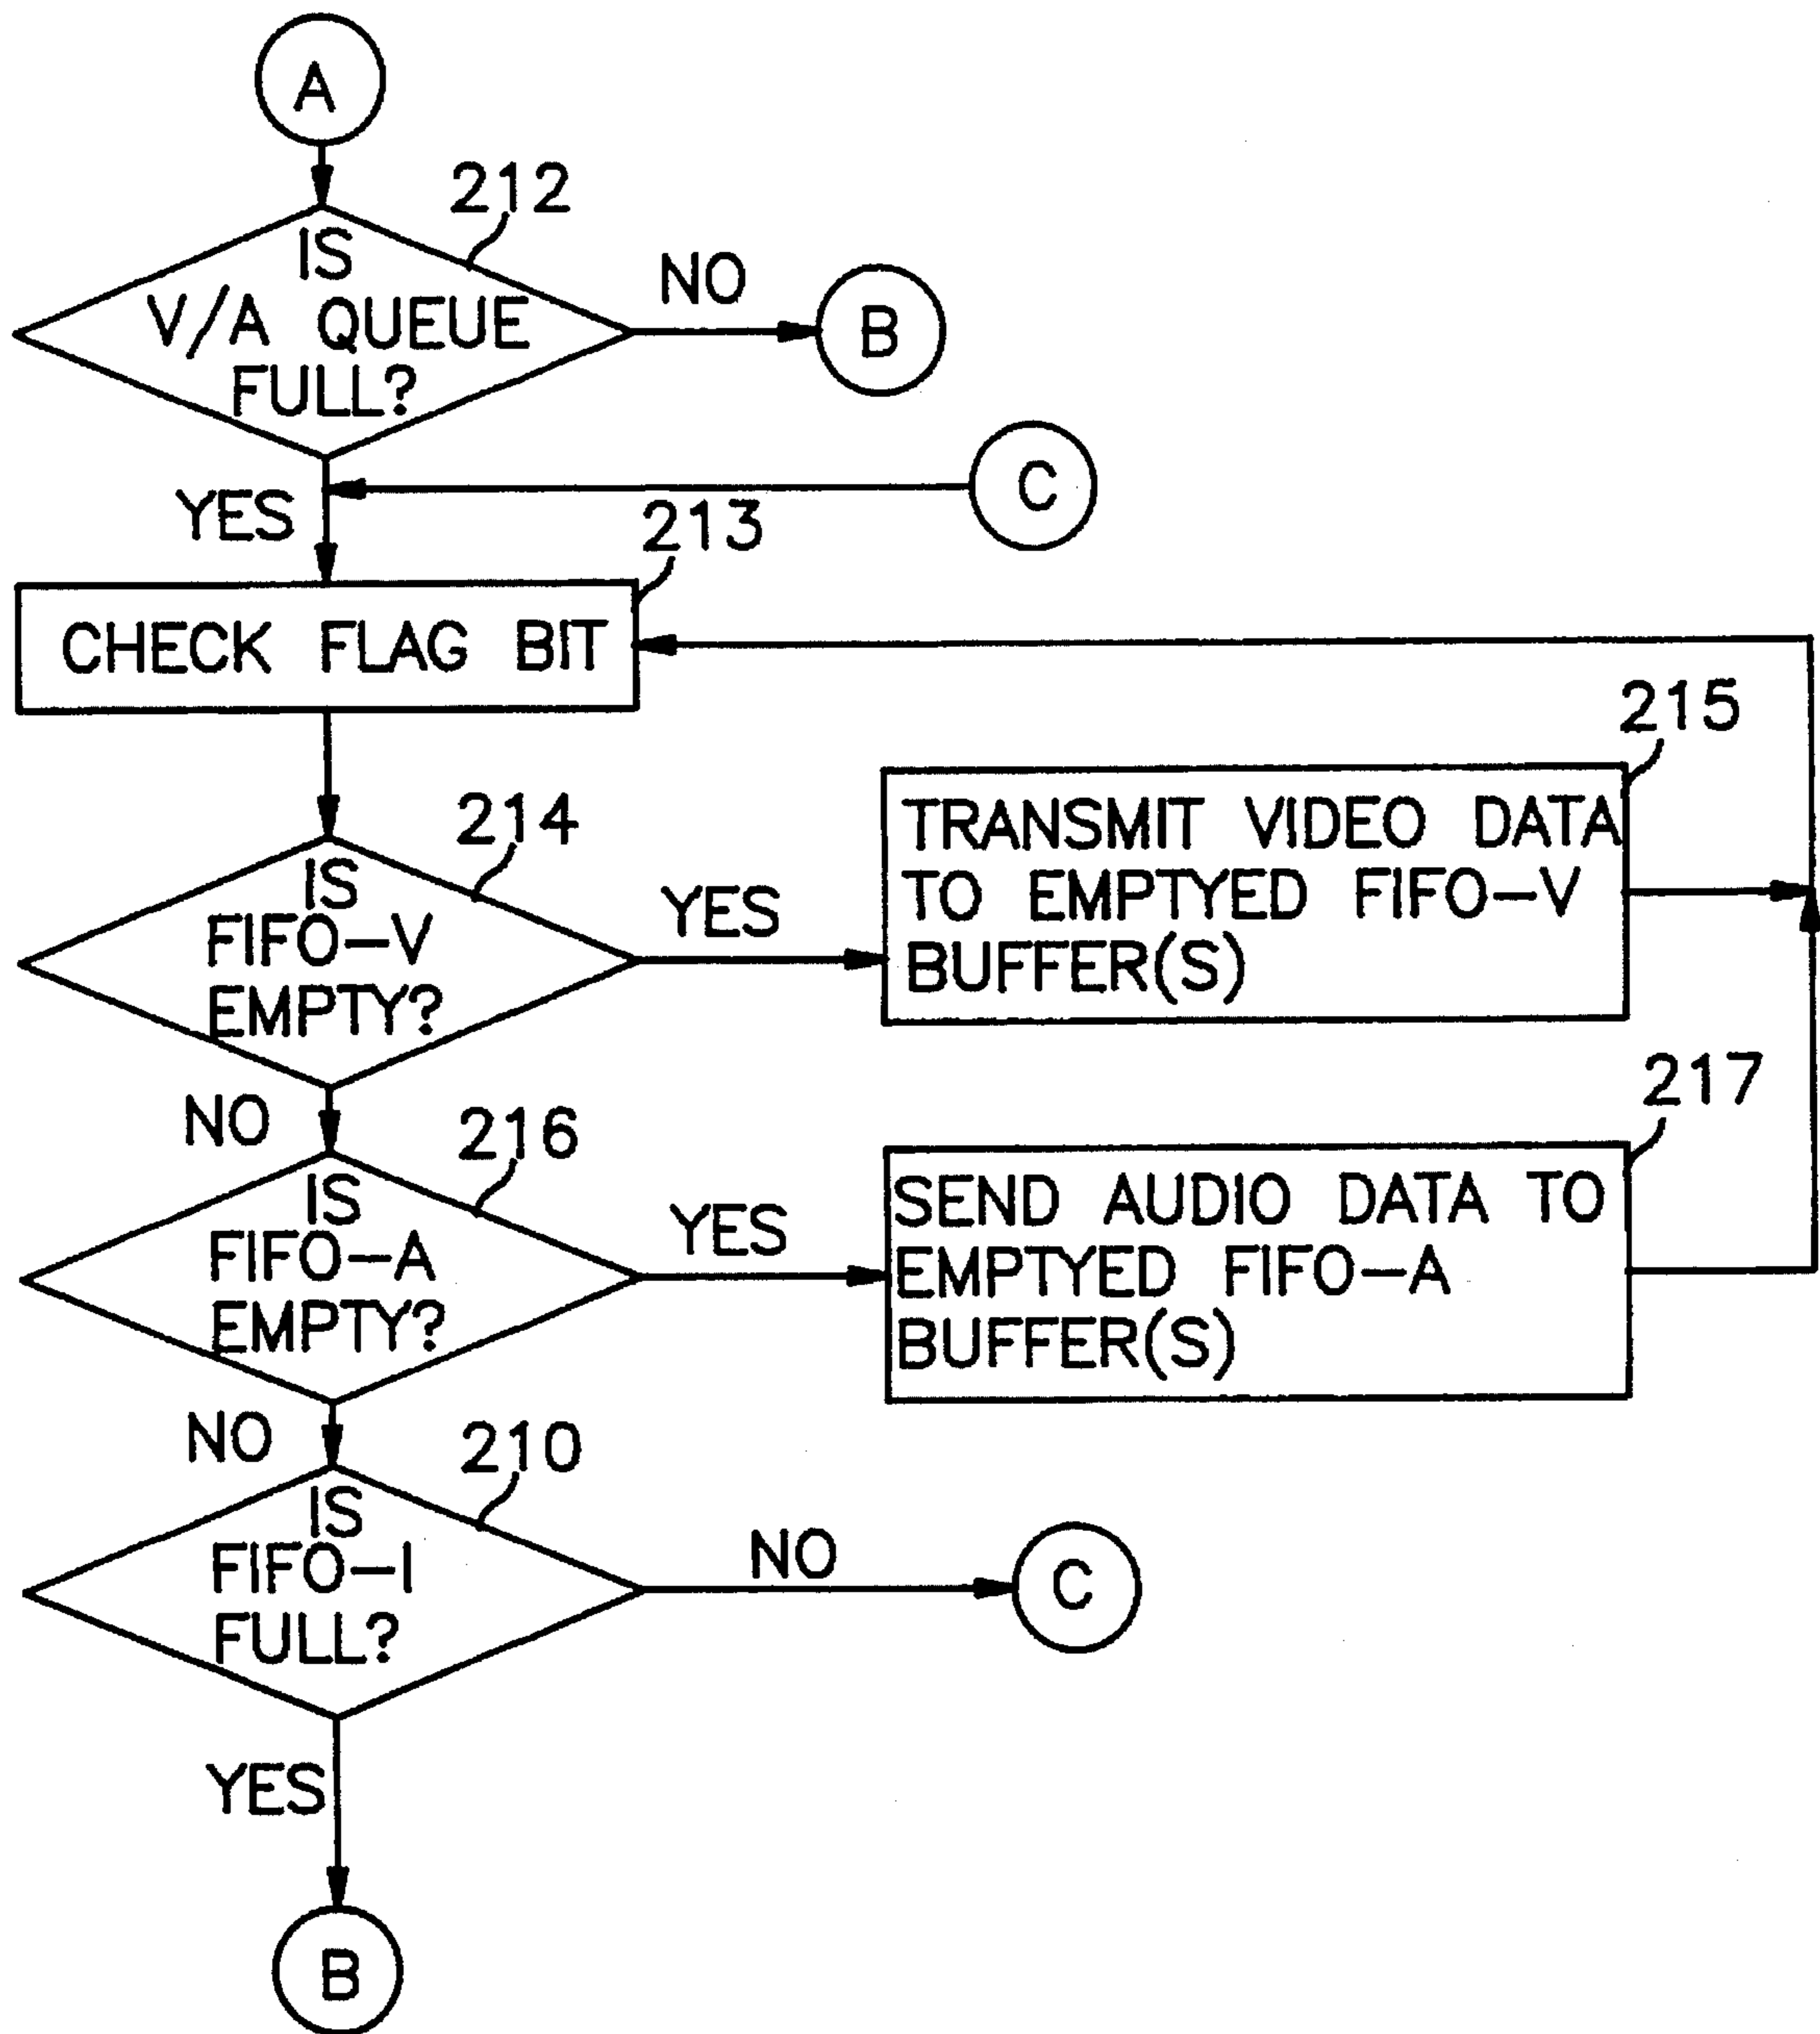 A
212
IS
V/A QUEUE
FULL?
NO
B
C
YES
213
CHECK FLAG BIT
215
214
TRANSMIT VIDEO DATA
TO EMPTYED FIFO-V
BUFFER(S)
IS
FIFO-V
EMPTY?
YES
NO
217
216
IS
FIFO-A
EMPTY?
YES
SEND AUDIO DATA TO
EMPTYED FIFO-A
BUFFER(S)
NO
210
IS
FIFO-I
FULL?
NO
C
YES
B